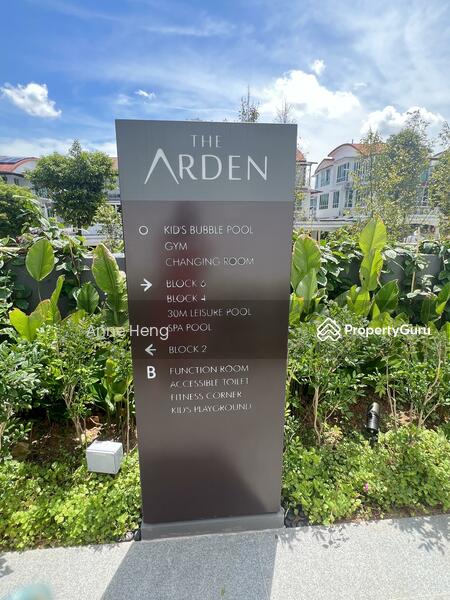 THE
ARDEN
O KID'S BUBBLE POOL
GYM
CHANGING ROOM
→ BLOCK 6
BLOCK 4
30M LEISURE POOL
SPA POOL
← BLOCK 2
B FUNCTION ROOM
ACCESSIBLE TOILET
FITNESS CORNER
KID'S PLAYGROUND
Anne Heng
PropertyGuru